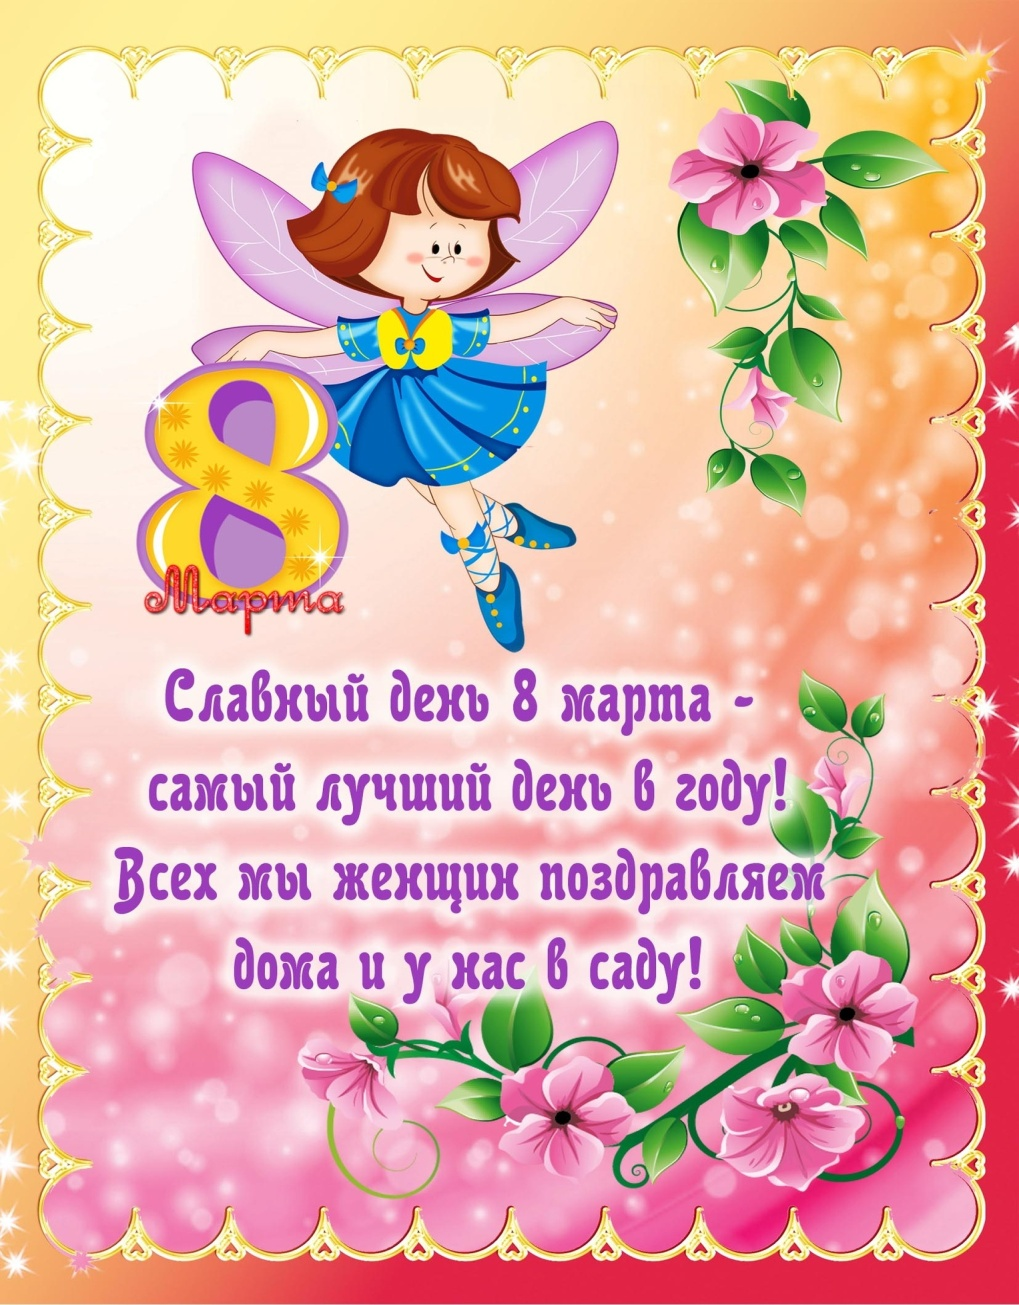 8
Марта
Славный день 8 марта -
самый лучший день в году!
Всех мы женщин поздравляем
дома и у нас в саду!